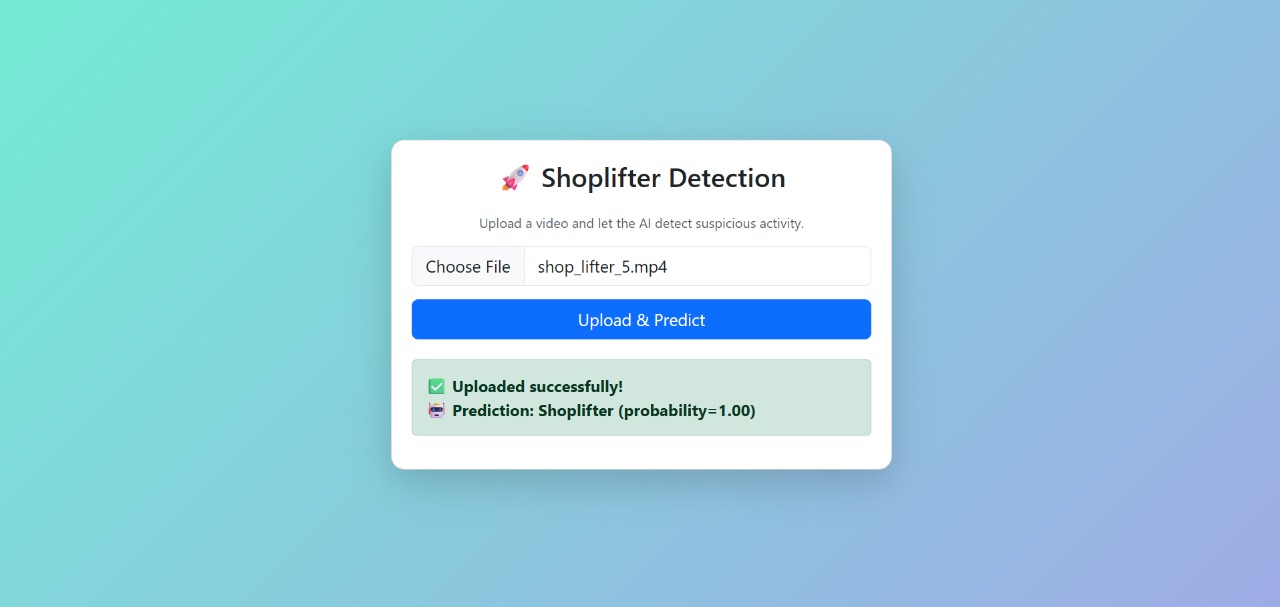 🚀 Shoplifter Detection
Upload a video and let the AI detect suspicious activity.
Choose File shop_lifter_5.mp4
Upload & Predict
✅ Uploaded successfully!
🤖 Prediction: Shoplifter (probability=1.00)